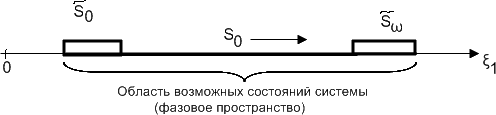 S̃₀ S₀ S̃ω
0 ξ₁
Область возможных состояний системы
(фазовое пространство)